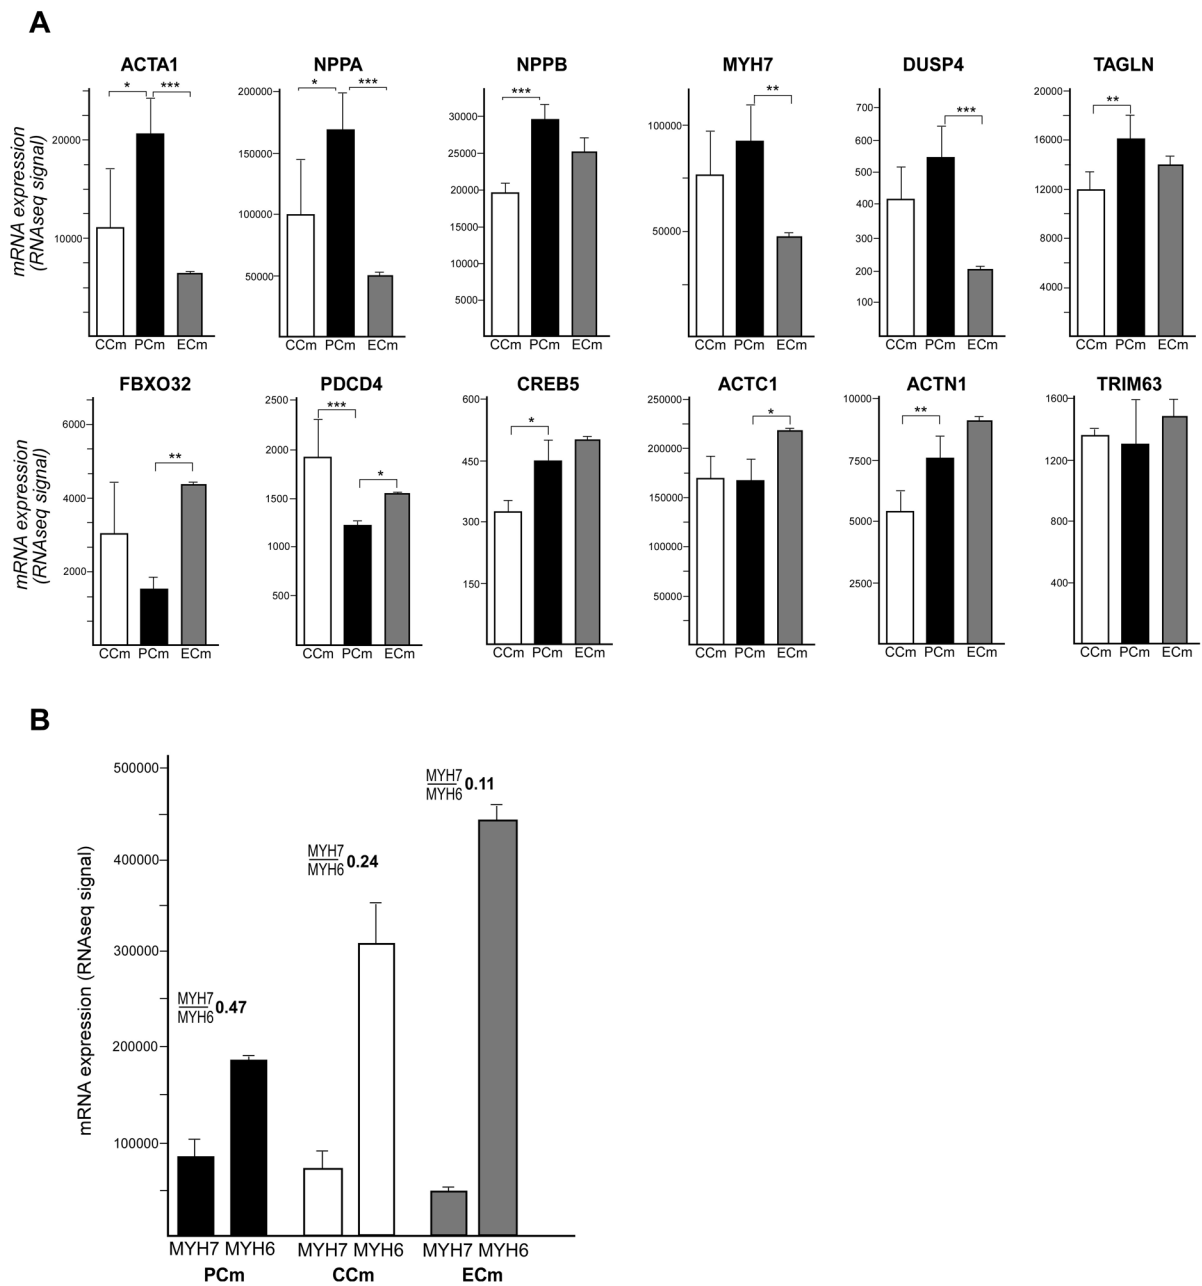 A
ACTA1 NPPA NPPB MYH7 DUSP4 TAGLN
mRNA expression
(RNAseq signal)
* ***
20000
10000
CCm PCm ECm
* ***
200000
150000
100000
50000
CCm PCm ECm
***
30000
25000
20000
15000
10000
5000
CCm PCm ECm
**
100000
50000
CCm PCm ECm
***
700
600
500
400
300
200
100
CCm PCm ECm
**
20000
16000
12000
8000
4000
CCm PCm ECm
FBXO32 PDCD4 CREB5 ACTC1 ACTN1 TRIM63
mRNA expression
(RNAseq signal)
**
6000
4000
2000
CCm PCm ECm
***
*
2500
2000
1500
1000
500
CCm PCm ECm
*
600
450
300
150
CCm PCm ECm
*
250000
200000
150000
100000
50000
CCm PCm ECm
**
10000
7500
5000
2500
CCm PCm ECm
1600
1200
800
400
CCm PCm ECm
B
mRNA expression (RNAseq signal)
500000
400000
300000
200000
100000
MYH7
MYH6 0.47
MYH7
MYH6 0.24
MYH7
MYH6 0.11
MYH7 MYH6 MYH7 MYH6 MYH7 MYH6
PCm CCm ECm